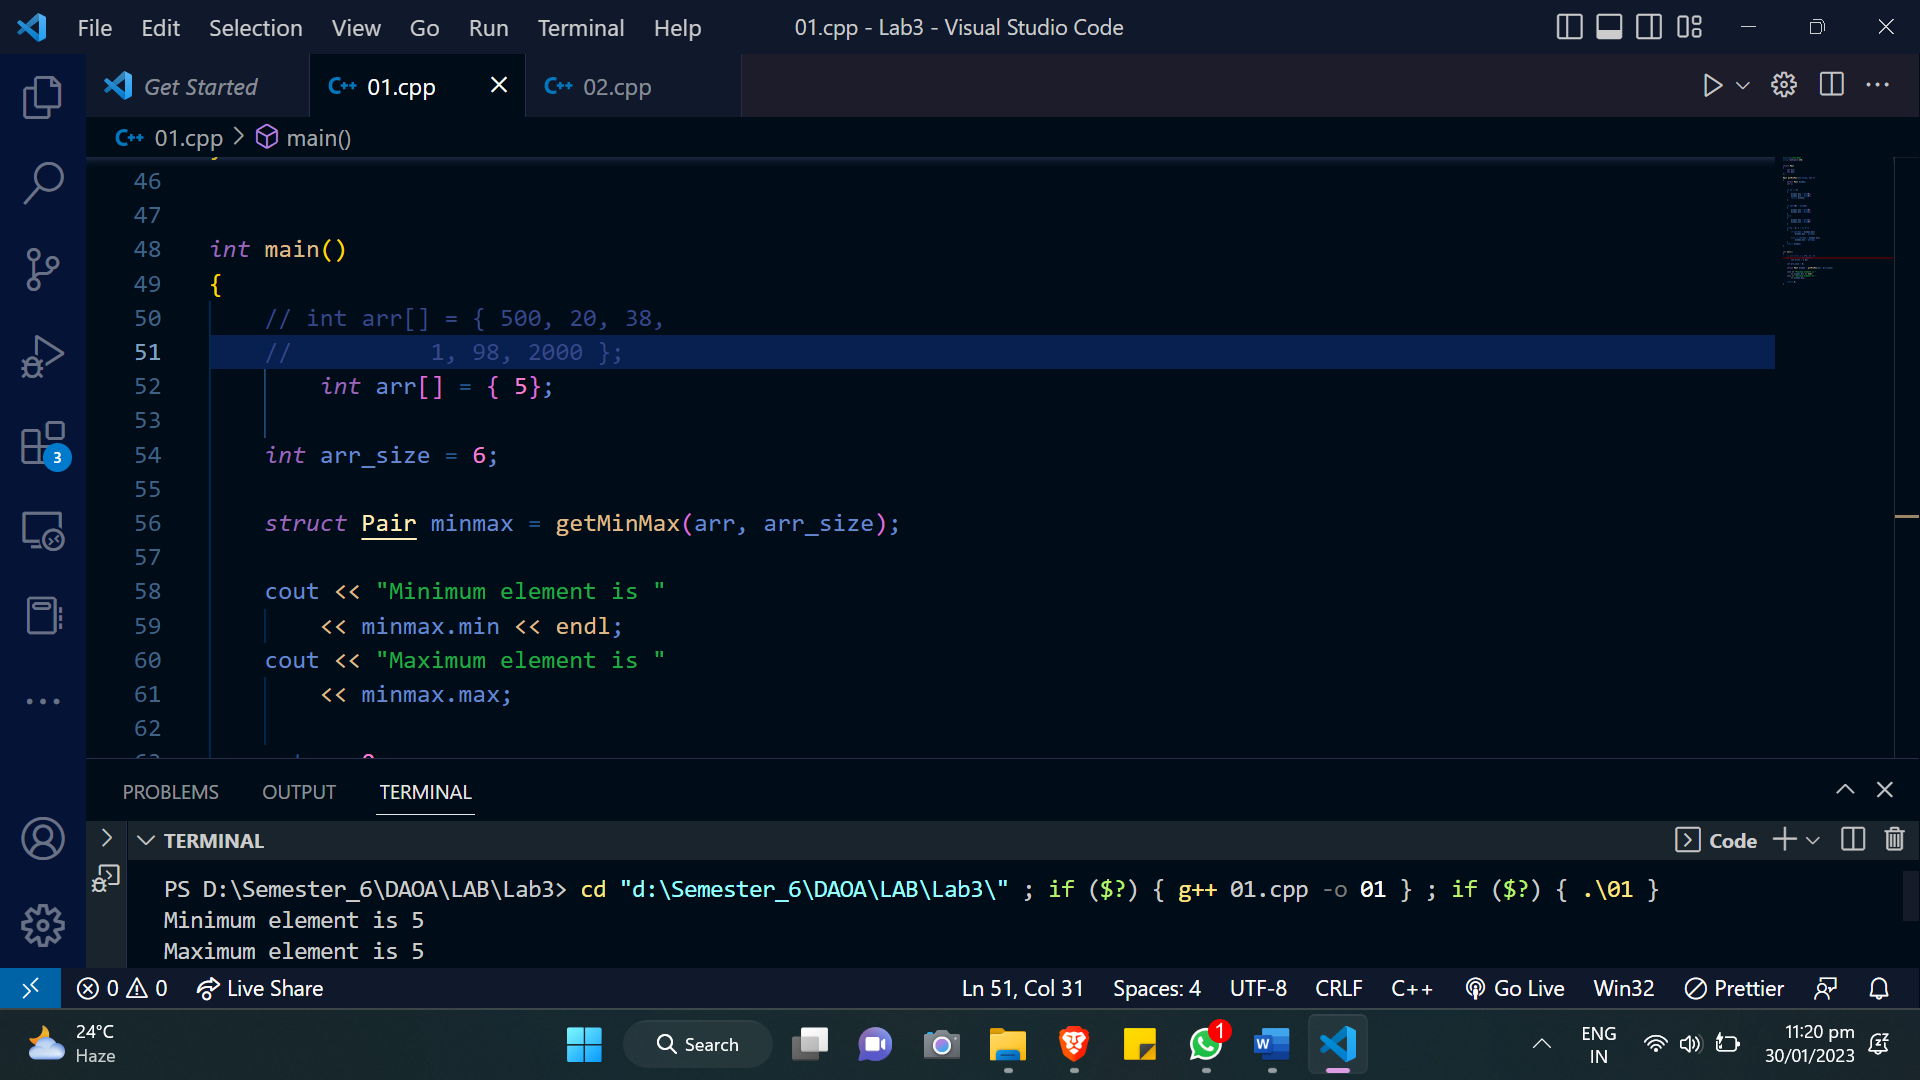 File Edit Selection View Go Run Terminal Help 01.cpp - Lab3 - Visual Studio Code
Get Started C++ 01.cpp C++ 02.cpp
C++ 01.cpp > main()
46
47
48 int main()
49 {
50 // int arr[] = { 500, 20, 38,
51 // 1, 98, 2000 };
52 int arr[] = { 5};
53
54 int arr_size = 6;
55
56 struct Pair minmax = getMinMax(arr, arr_size);
57
58 cout << "Minimum element is "
59 << minmax.min << endl;
60 cout << "Maximum element is "
61 << minmax.max;
62
3
PROBLEMS OUTPUT TERMINAL
TERMINAL Code
PS D:\Semester_6\DAOA\LAB\Lab3> cd "d:\Semester_6\DAOA\LAB\Lab3\" ; if ($?) { g++ 01.cpp -o 01 } ; if ($?) { .\01 }
Minimum element is 5
Maximum element is 5
0 0 Live Share Ln 51, Col 31 Spaces: 4 UTF-8 CRLF C++ Go Live Win32 Prettier
24°C
Haze
Search
1
W
ENG
IN
11:20 pm
30/01/2023